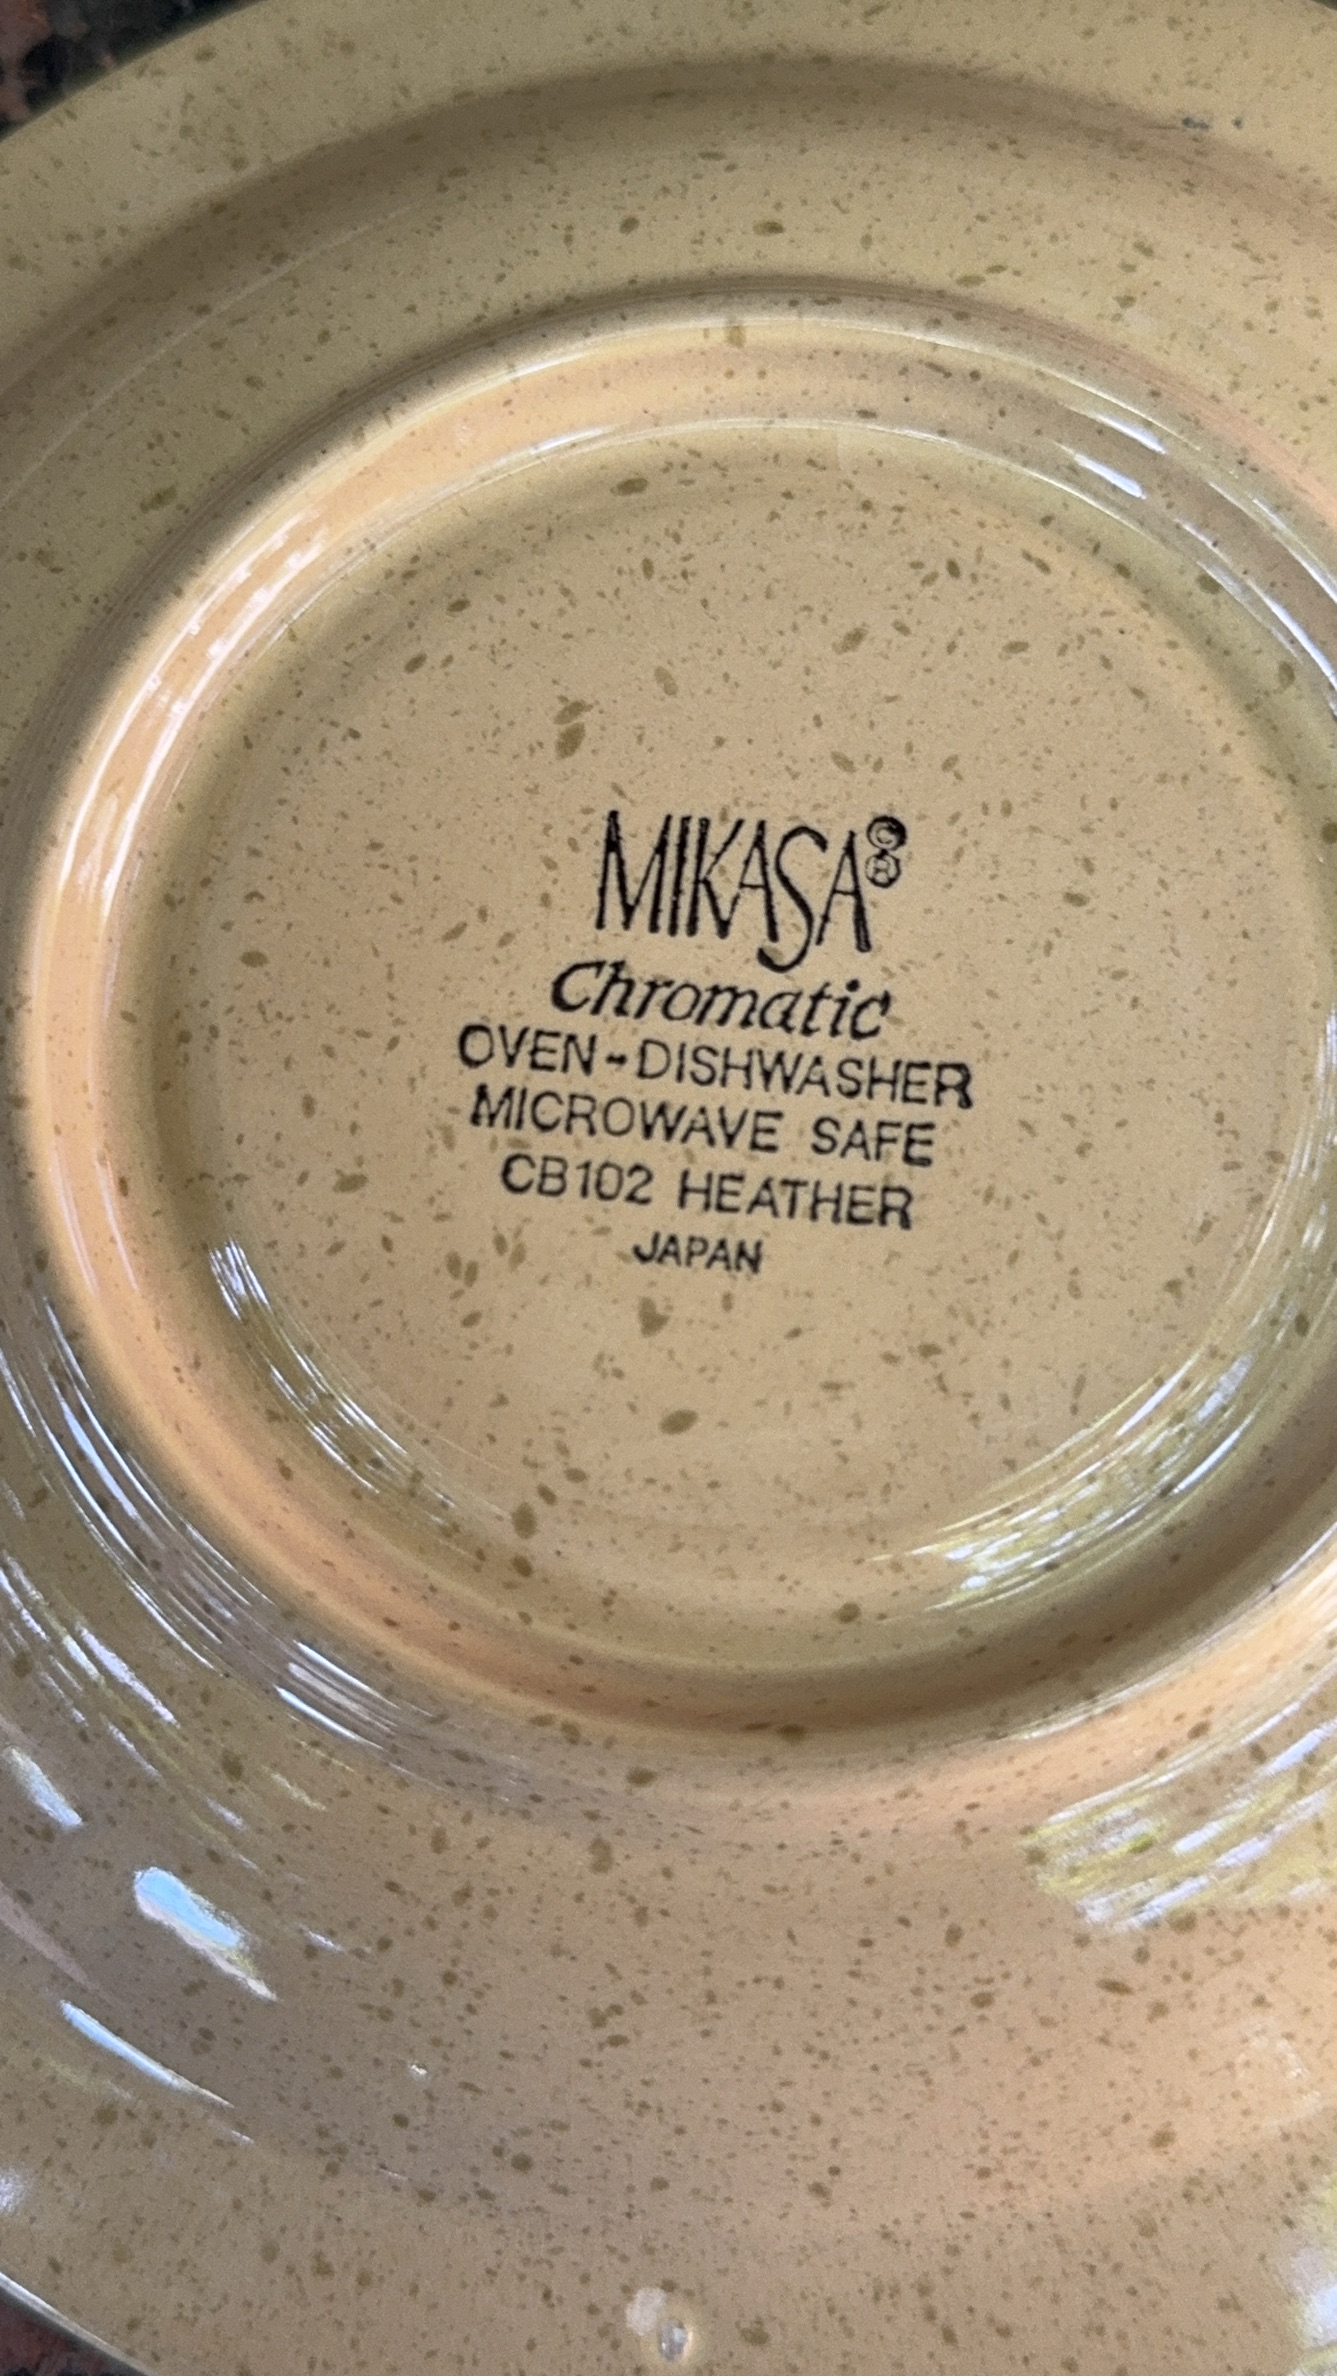 MIKASA ©®
Chromatic
OVEN-DISHWASHER
MICROWAVE SAFE
CB102 HEATHER
JAPAN